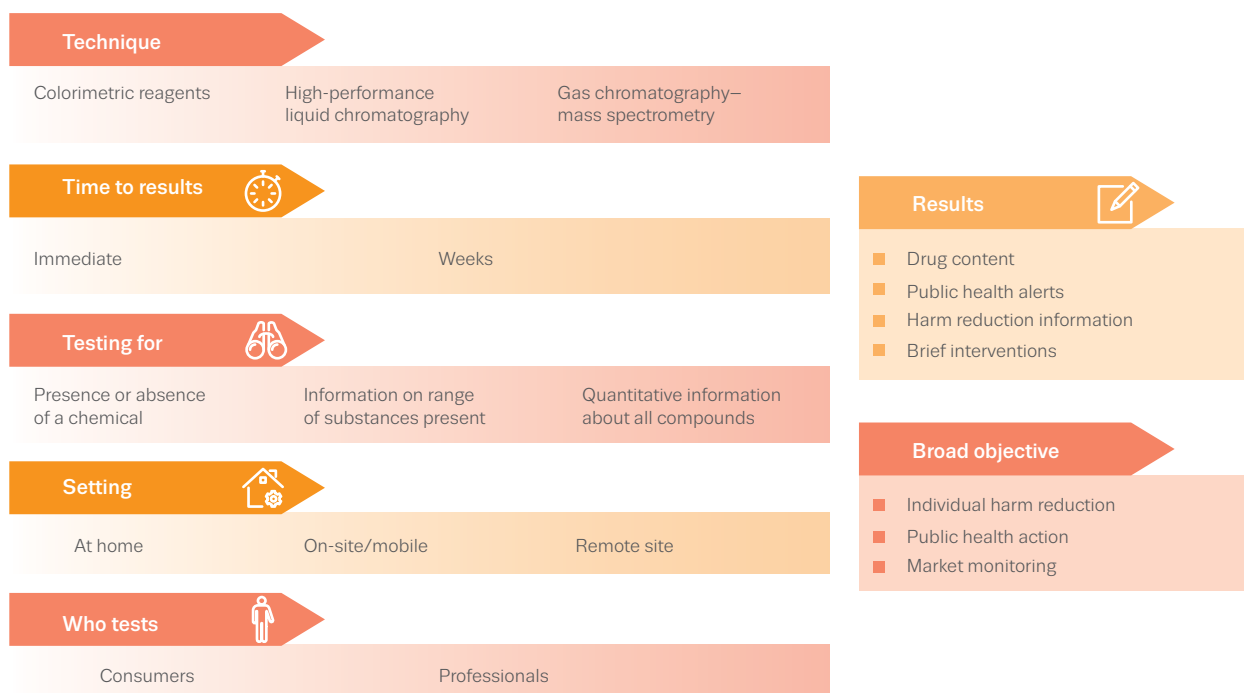 Technique
Colorimetric reagents
High-performance
liquid chromatography
Gas chromatography–
mass spectrometry
Time to results
Immediate
Weeks
Testing for
Presence or absence
of a chemical
Information on range
of substances present
Quantitative information
about all compounds
Setting
At home
On-site/mobile
Remote site
Who tests
Consumers
Professionals
Results
Drug content
Public health alerts
Harm reduction information
Brief interventions
Broad objective
Individual harm reduction
Public health action
Market monitoring